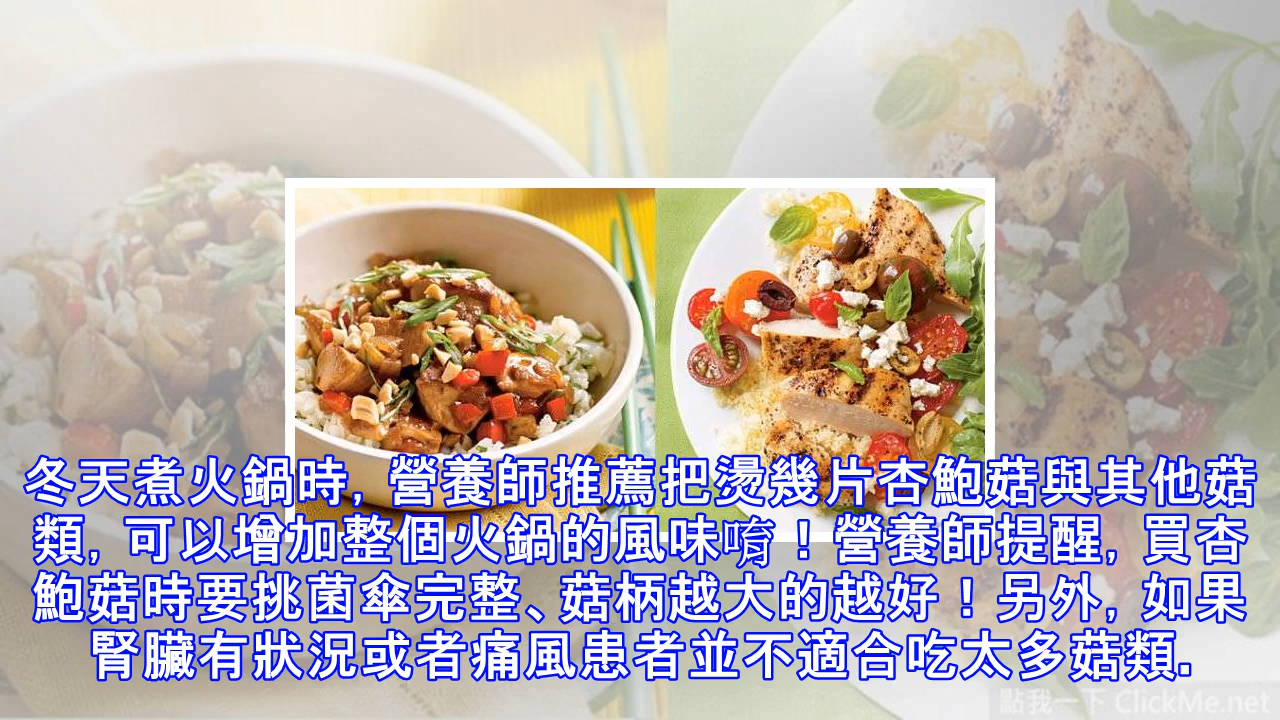 冬天煮火鍋時, 營養師推薦把燙幾片杏鮑菇與其他菇
類, 可以增加整個火鍋的風味唷！營養師提醒, 買杏
鮑菇時要挑菌傘完整、菇柄越大的越好！另外, 如果
腎臟有狀況或者痛風患者並不適合吃太多菇類.
點我一下 ClickMe.net